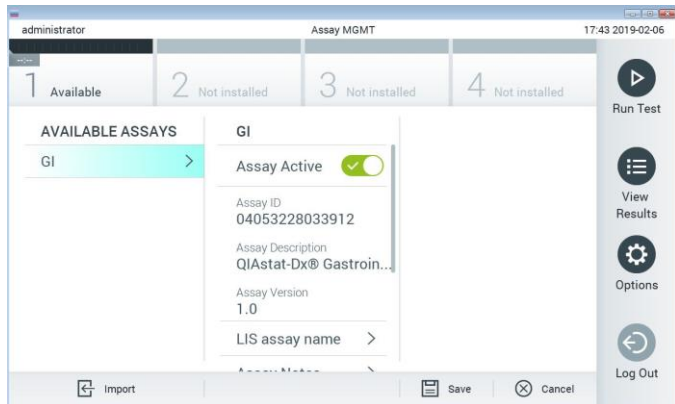 administrator Assay MGMT 17:43 2019-02-06
--:--
1 Available 2 Not installed 3 Not installed 4 Not installed
Run Test
AVAILABLE ASSAYS GI
GI Assay Active
Assay ID
04053228033912
View
Results
Assay Description
QIAstat-Dx® Gastroin...
Options
Assay Version
1.0
LIS assay name
Assay Notes
Log Out
Import Save Cancel